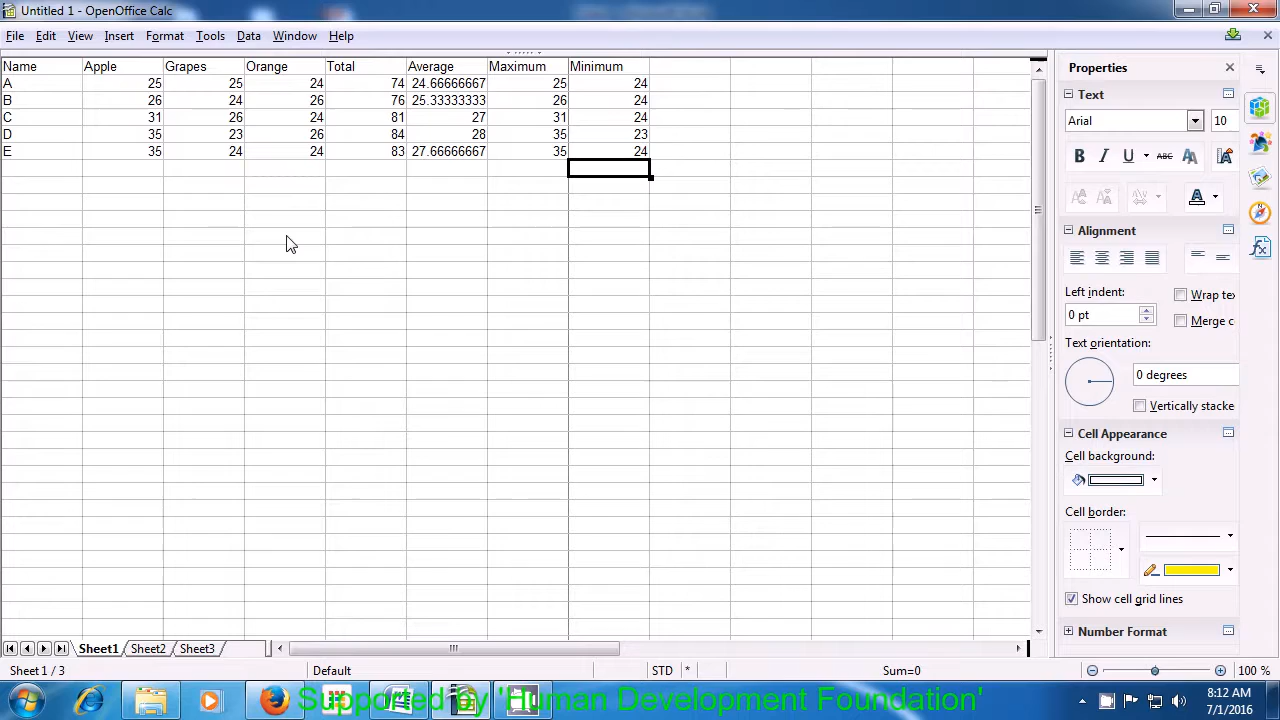 Untitled 1 - OpenOffice Calc
File Edit View Insert Format Tools Data Window Help
Name Apple Grapes Orange Total Average Maximum Minimum
A 25 25 24 74 24.66666667 25 24
B 26 24 26 76 25.33333333 26 24
C 31 26 24 81 27 31 24
D 35 23 26 84 28 35 23
E 35 24 24 83 27.66666667 35 24
Properties
Text
Arial 10
B I U ABC A A
A A AV A
Alignment
Left indent: Wrap tex
0 pt Merge c
Text orientation:
0 degrees
Vertically stacke
Cell Appearance
Cell background:
Cell border:
Show cell grid lines
Number Format
Sheet1 Sheet2 Sheet3
Sheet 1 / 3 Default STD * Sum=0 100 %
Supported by 'Human Development Foundation'
8:12 AM
7/1/2016